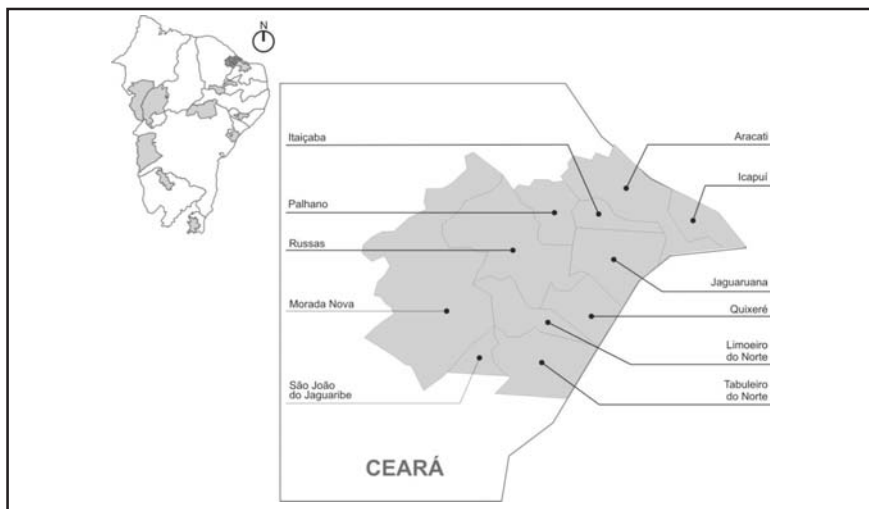 N
Itaiçaba
Aracati
Icapuí
Palhano
Russas
Jaguaruana
Morada Nova
Quixeré
Limoeiro
do Norte
São João
do Jaguaribe
Tabuleiro
do Norte
CEARÁ